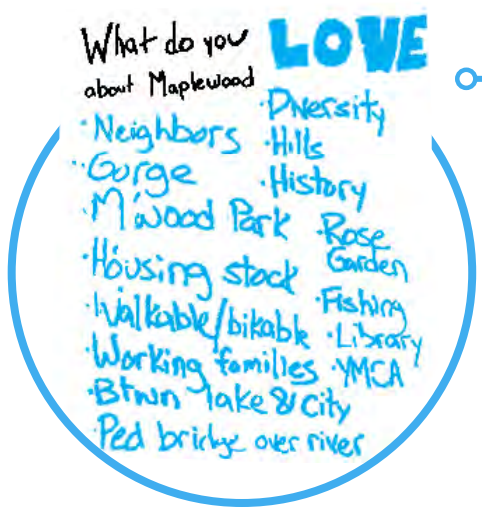 What do you LOVE
about Maplewood
·Neighbors
·Gorge
·M'wood Park
·Housing stock
·Walkable/bikable
·Working families
·Btwn lake & city
·Ped bridge over river
·Diversity
·Hills
·History
·Rose
Garden
·Fishing
·Library
·YMCA